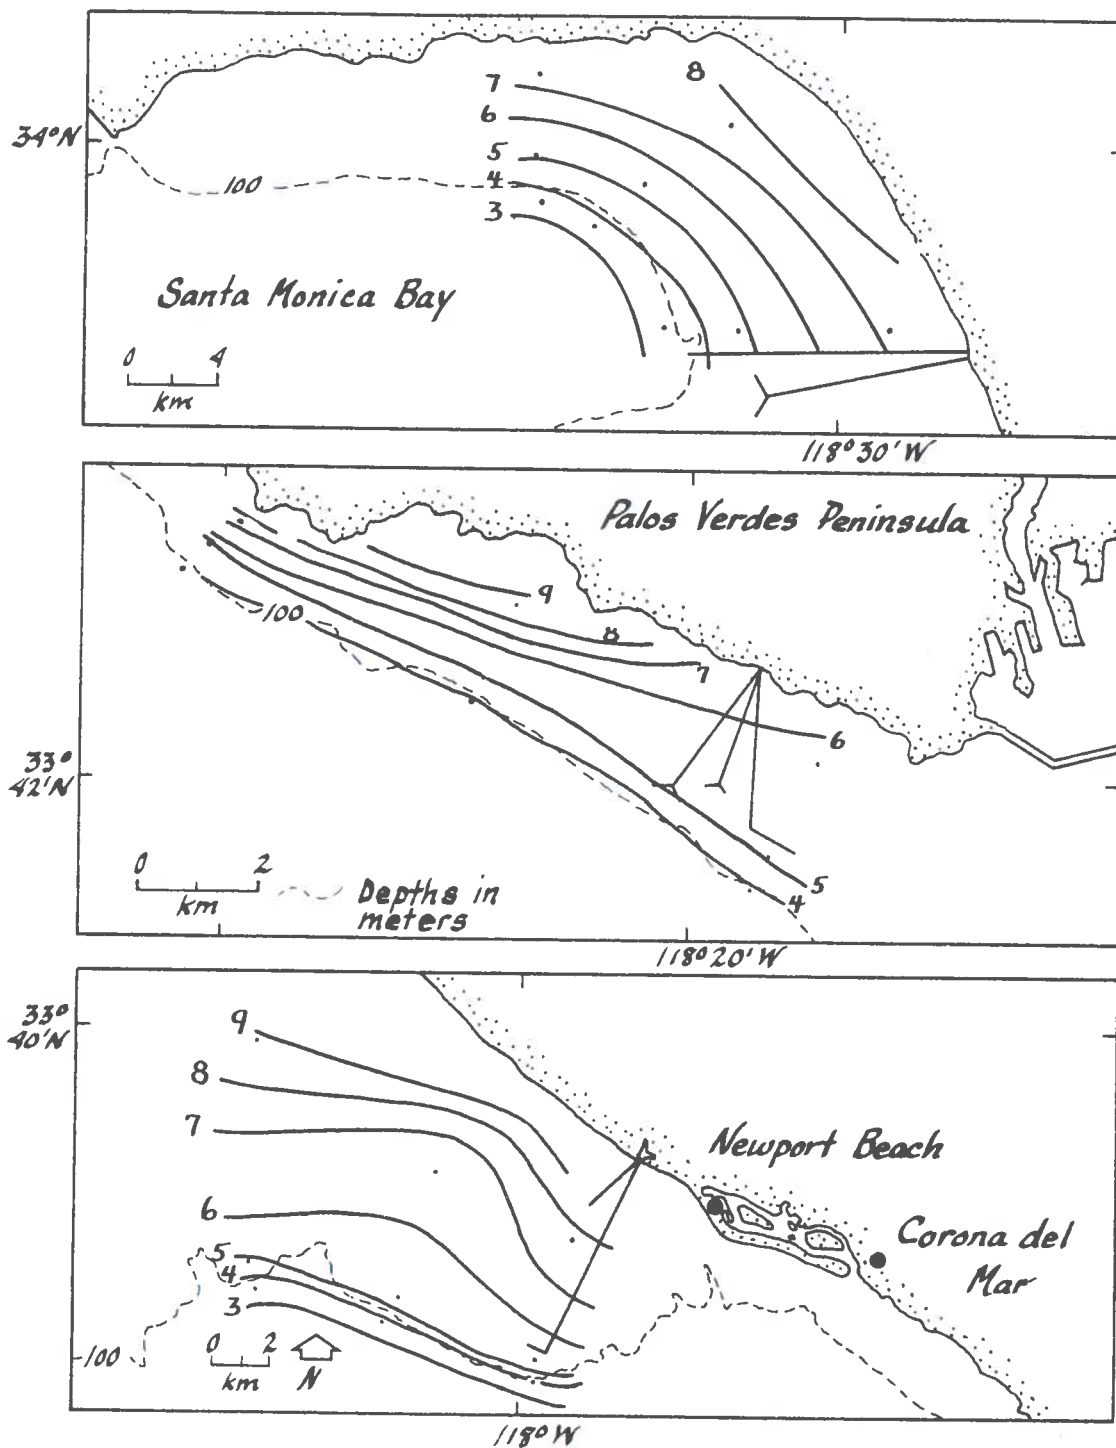 8
7
6
34°N
5
4
100
3
Santa Monica Bay
0 4
km
118°30'W
Palos Verdes Peninsula
9
100
8
7
6
33°
42'N
0 2
km
Depths in
meters
5
4
118°20'W
33°
40'N
9
8
7
Newport Beach
6
Corona del
Mar
5
4
3
0 2
km
N
100
118°W